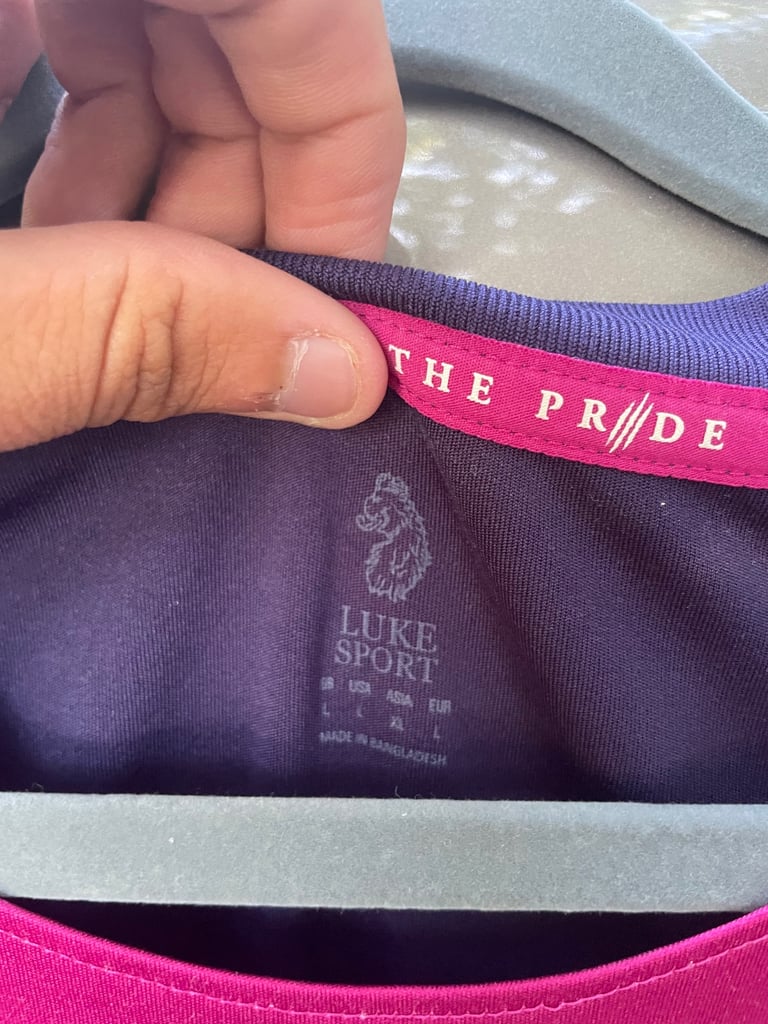 THE PR///DE
LUKE
SPORT
GB USA ASIA EUR
L L XL L
MADE IN BANGLADESH